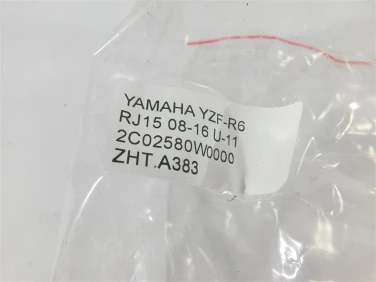 YAMAHA YZF-R6
RJ15 08-16 U-11
2C02580W0000
ZHT.A383